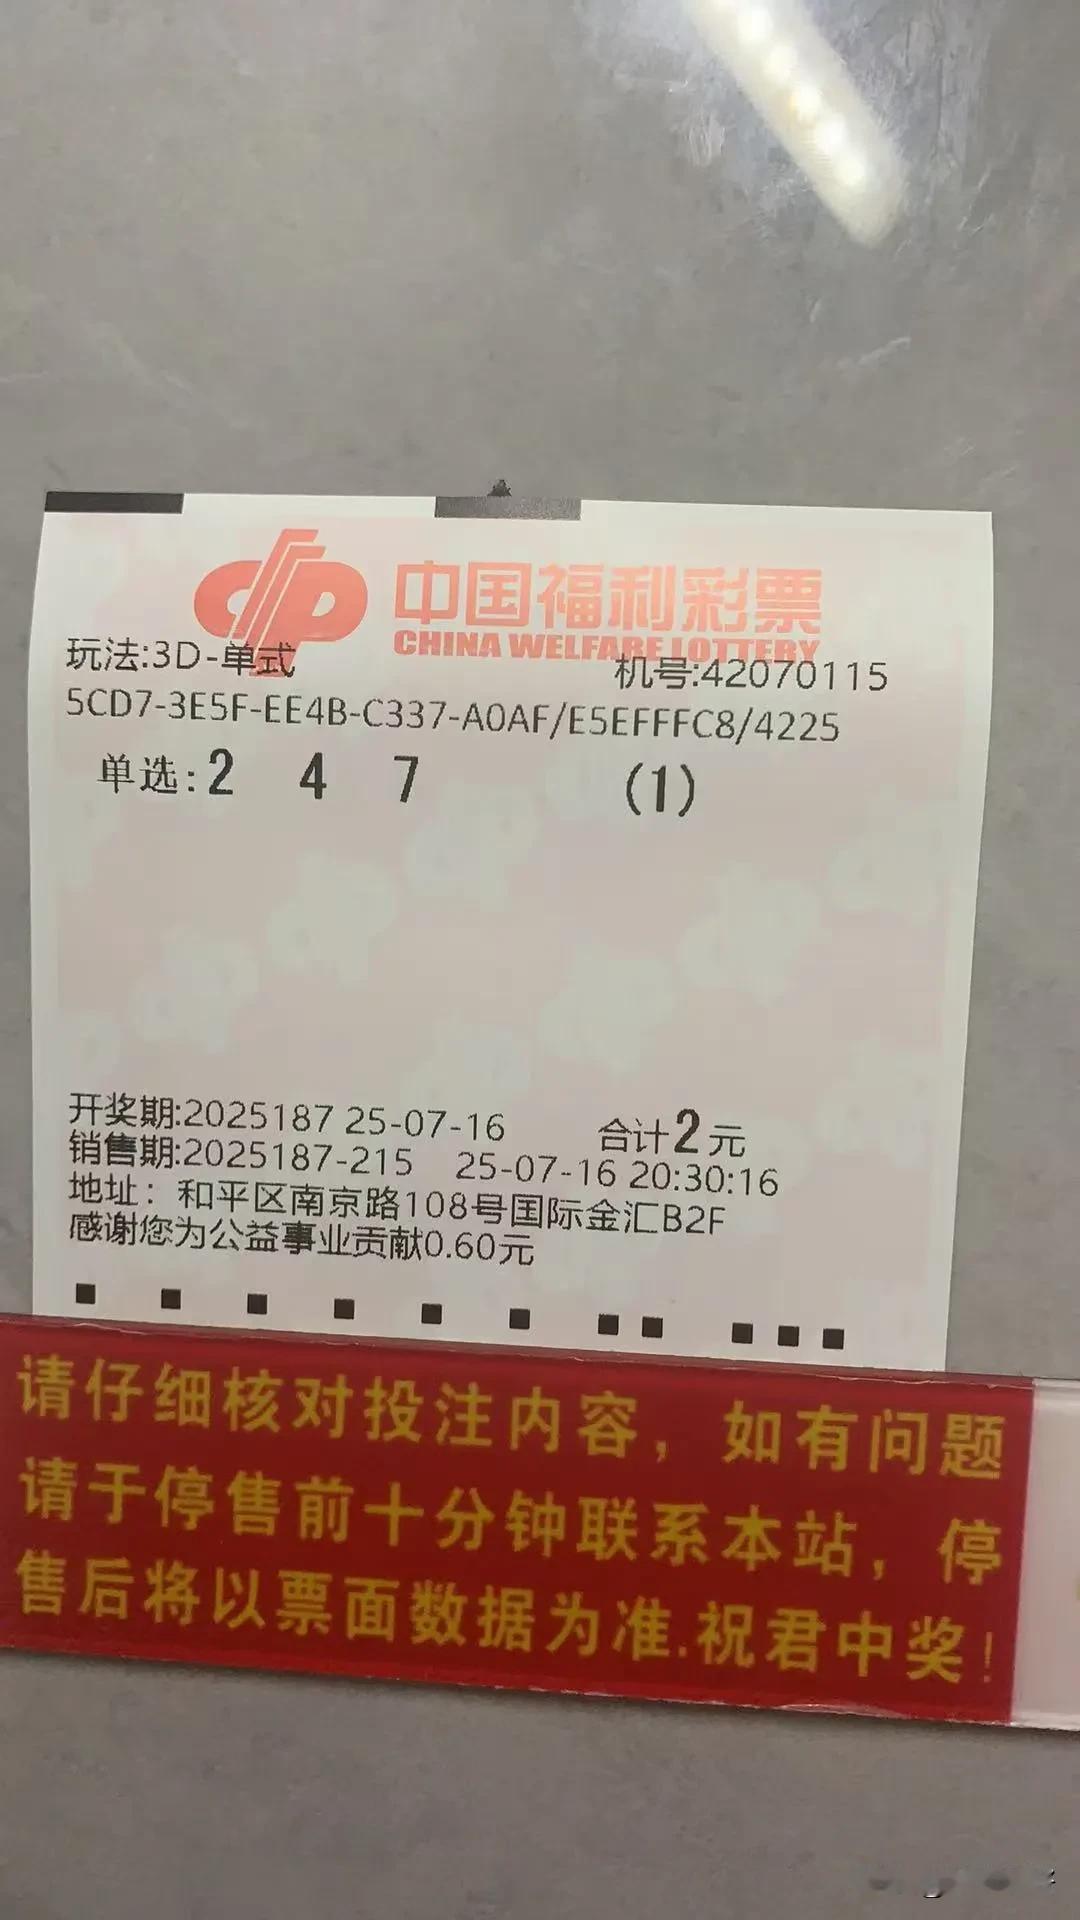 中国福利彩票
CHINA WELFARE LOTTERY
玩法:3D-单式 机号:42070115
5CD7-3E5F-EE4B-C337-A0AF/E5EFFFC8/4225
单选:2 4 7 (1)
开奖期:2025187 25-07-16 合计2元
销售期:2025187-215 25-07-16 20:30:16
地址：和平区南京路108号国际金汇B2F
感谢您为公益事业贡献0.60元
请仔细核对投注内容，如有问题
请于停售前十分钟联系本站，停
售后将以票面数据为准.祝君中奖!